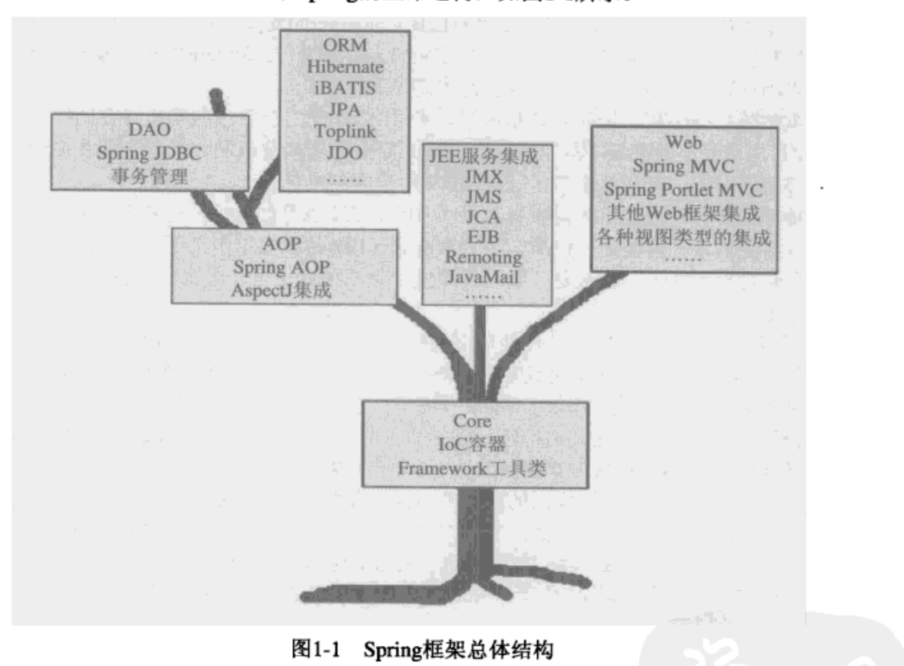 ORM
Hibernate
iBATIS
JPA
Toplink
JDO
……
DAO
Spring JDBC
事务管理
AOP
Spring AOP
AspectJ集成
JEE服务集成
JMX
JMS
JCA
EJB
Remoting
JavaMail
……
Web
Spring MVC
Spring Portlet MVC
其他Web框架集成
各种视图类型的集成
……
Core
IoC容器
Framework工具类
图1-1 Spring框架总体结构